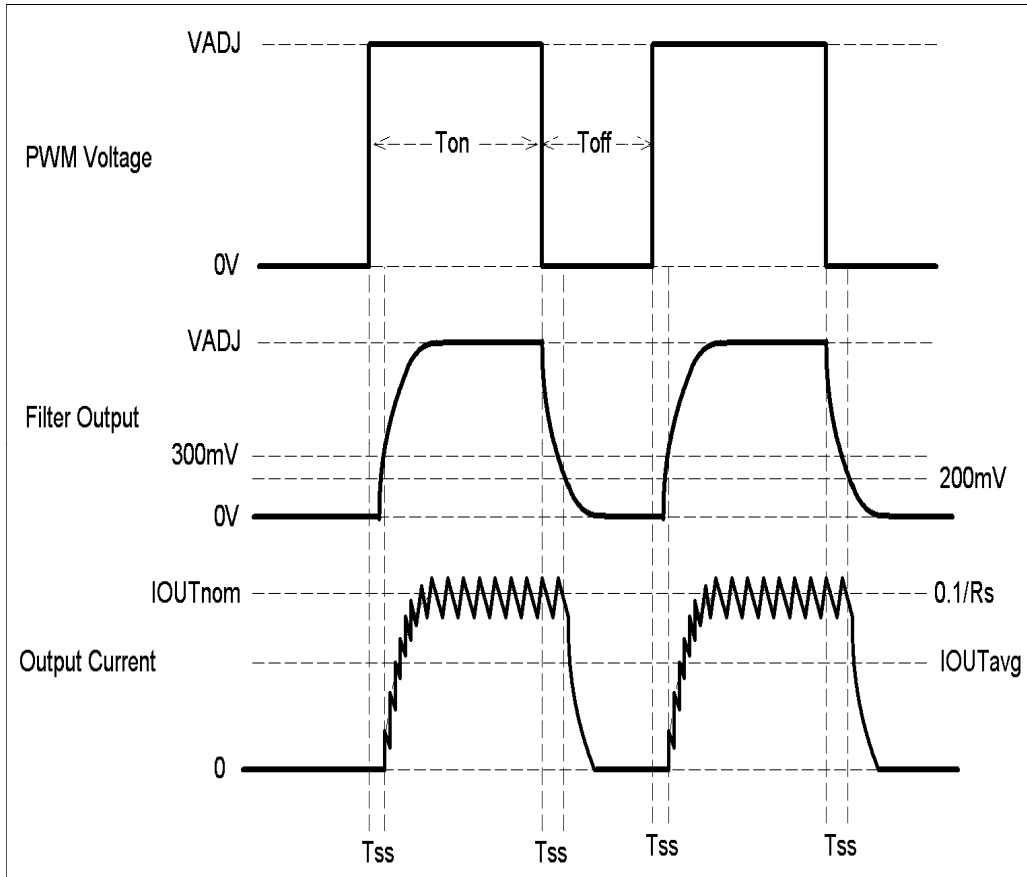 VADJ
Ton
Toff
PWM Voltage
0V
VADJ
Filter Output
300mV
200mV
0V
IOUTnom
0.1/Rs
Output Current
IOUTavg
0
Tss
Tss
Tss
Tss